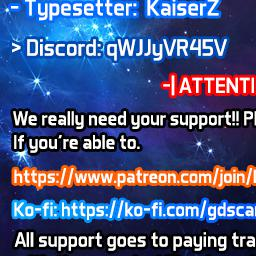 - Typesetter: KaiserZ
> Discord: qWJJyVR45V
-| ATTENTI
We really need your support!! Pl
If you're able to.
https://www.patreon.com/join/
Ko-fi: https://ko-fi.com/gdsca
All support goes to paying tra